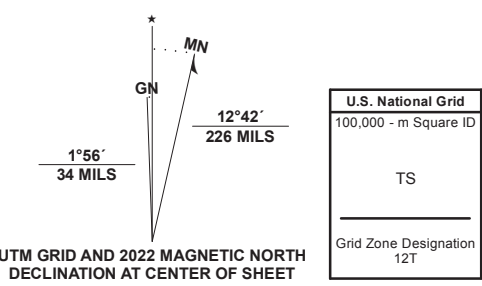 MN
GN
12°42´
226 MILS
1°56´
34 MILS
UTM GRID AND 2022 MAGNETIC NORTH
DECLINATION AT CENTER OF SHEET
U.S. National Grid
100,000 - m Square ID
TS
Grid Zone Designation
12T